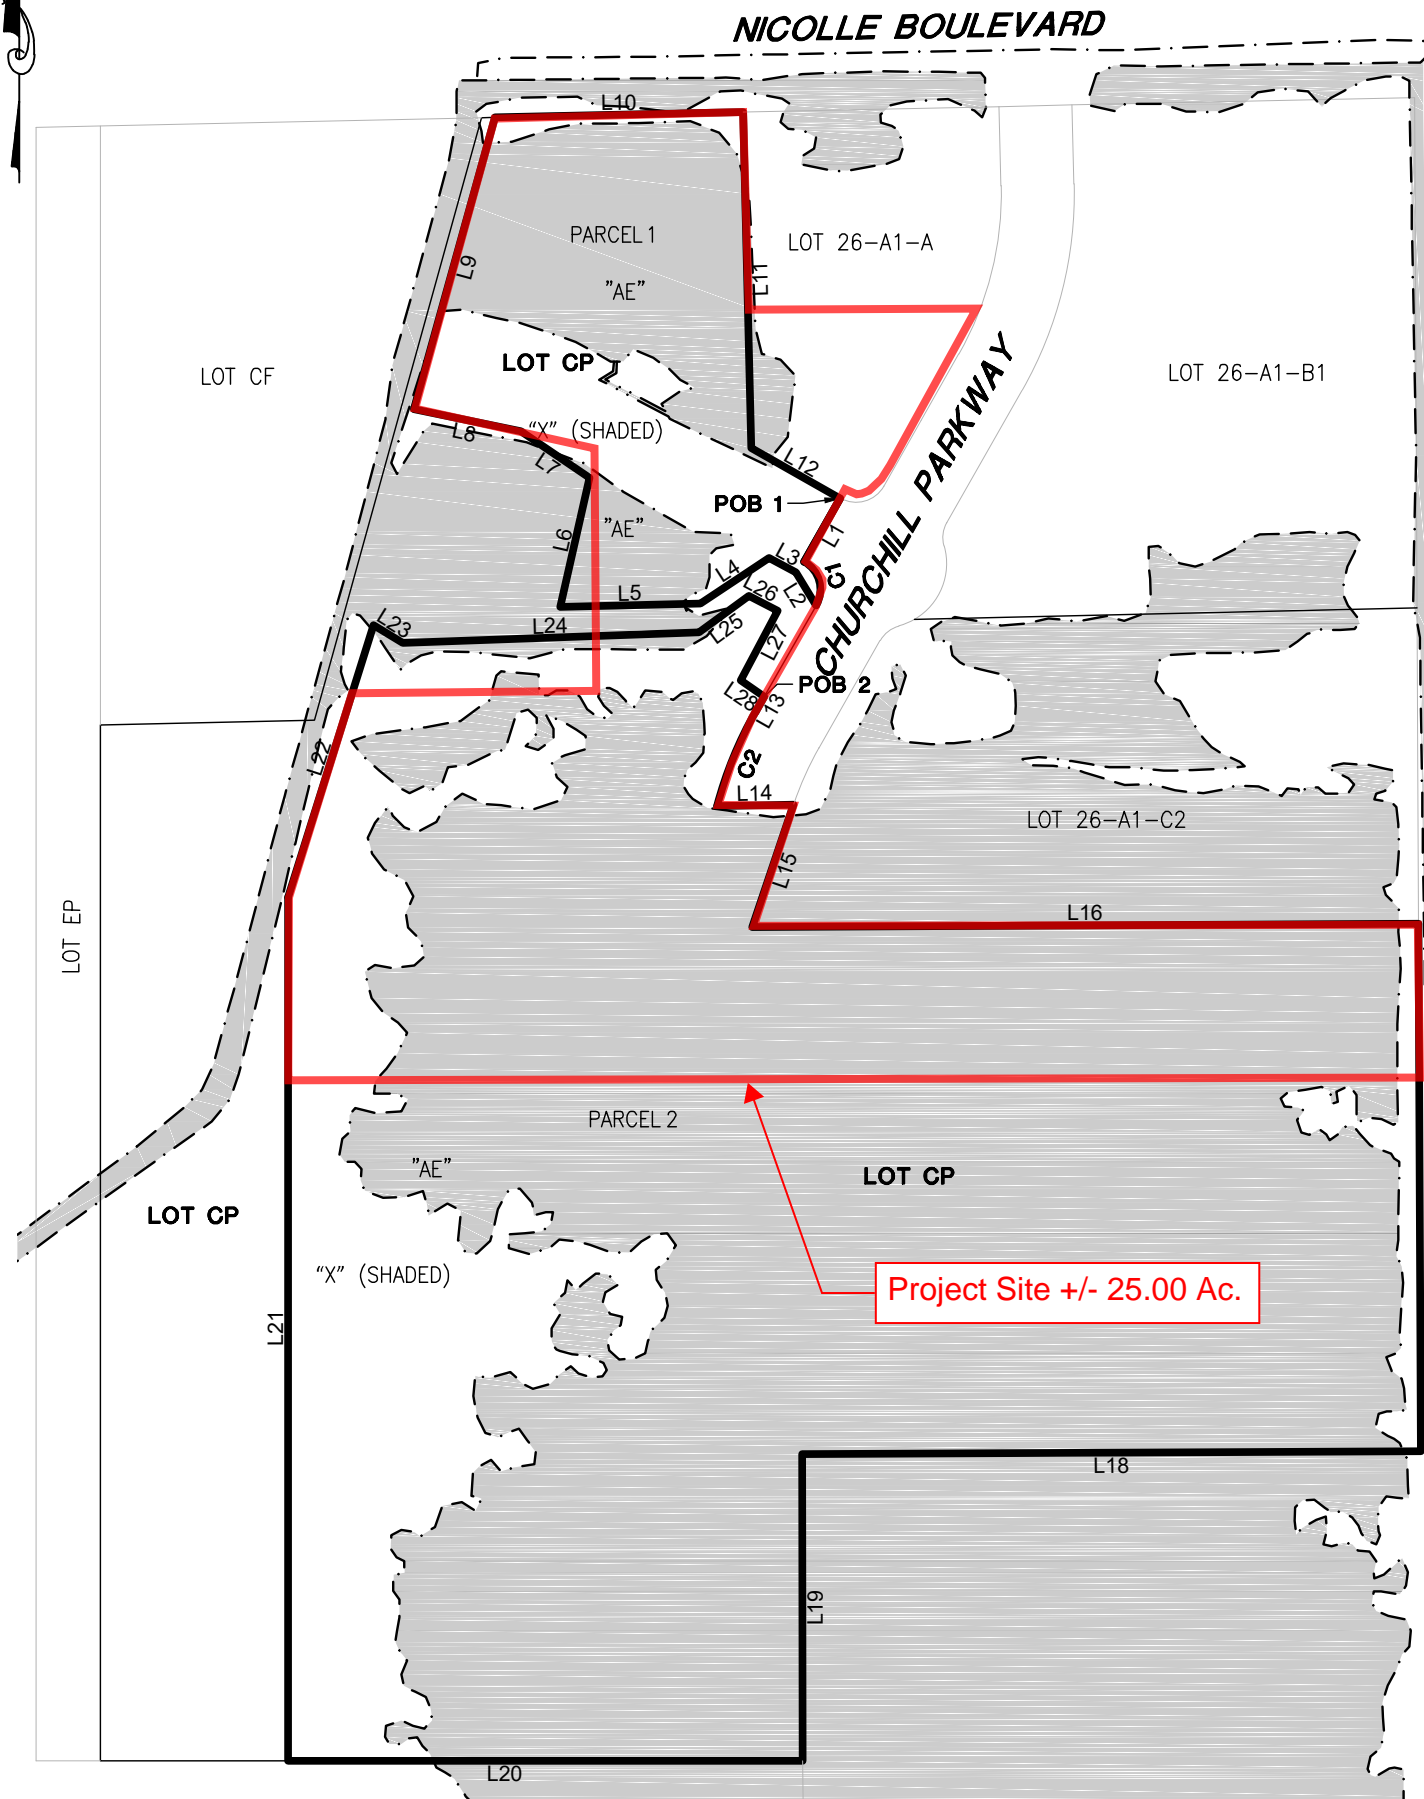 NICOLLE BOULEVARD
L10
PARCEL 1
LOT 26-A1-A
L9
L11
"AE"
LOT CP
LOT CF
LOT 26-A1-B1
L8
"X" (SHADED)
L7
L12
POB 1
CHURCHILL PARKWAY
L6
"AE"
L1
L3
C1
L4
L2
L5
L26
L23
L24
L25
L27
POB 2
L28
L13
L22
C2
L14
LOT 26-A1-C2
L15
LOT EP
L16
PARCEL 2
"AE"
LOT CP
LOT CP
"X" (SHADED)
Project Site +/- 25.00 Ac.
L21
L18
L19
L20